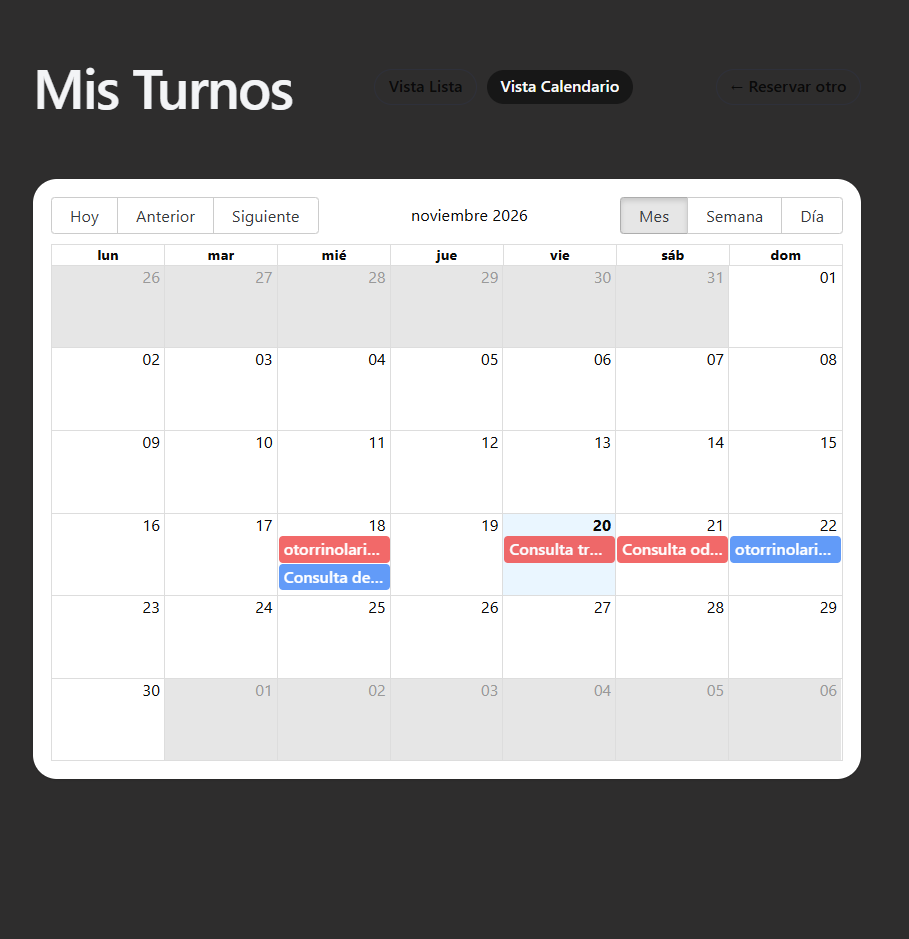 Mis Turnos
Vista Lista
Vista Calendario
← Reservar otro
Hoy Anterior Siguiente
noviembre 2026
Mes Semana Día
lun mar mié jue vie sáb dom
26 27 28 29 30 31 01
02 03 04 05 06 07 08
09 10 11 12 13 14 15
16 17 18 19 20 21 22
otorrinolari... Consulta tr... Consulta od... otorrinolari...
Consulta de...
23 24 25 26 27 28 29
30 01 02 03 04 05 06